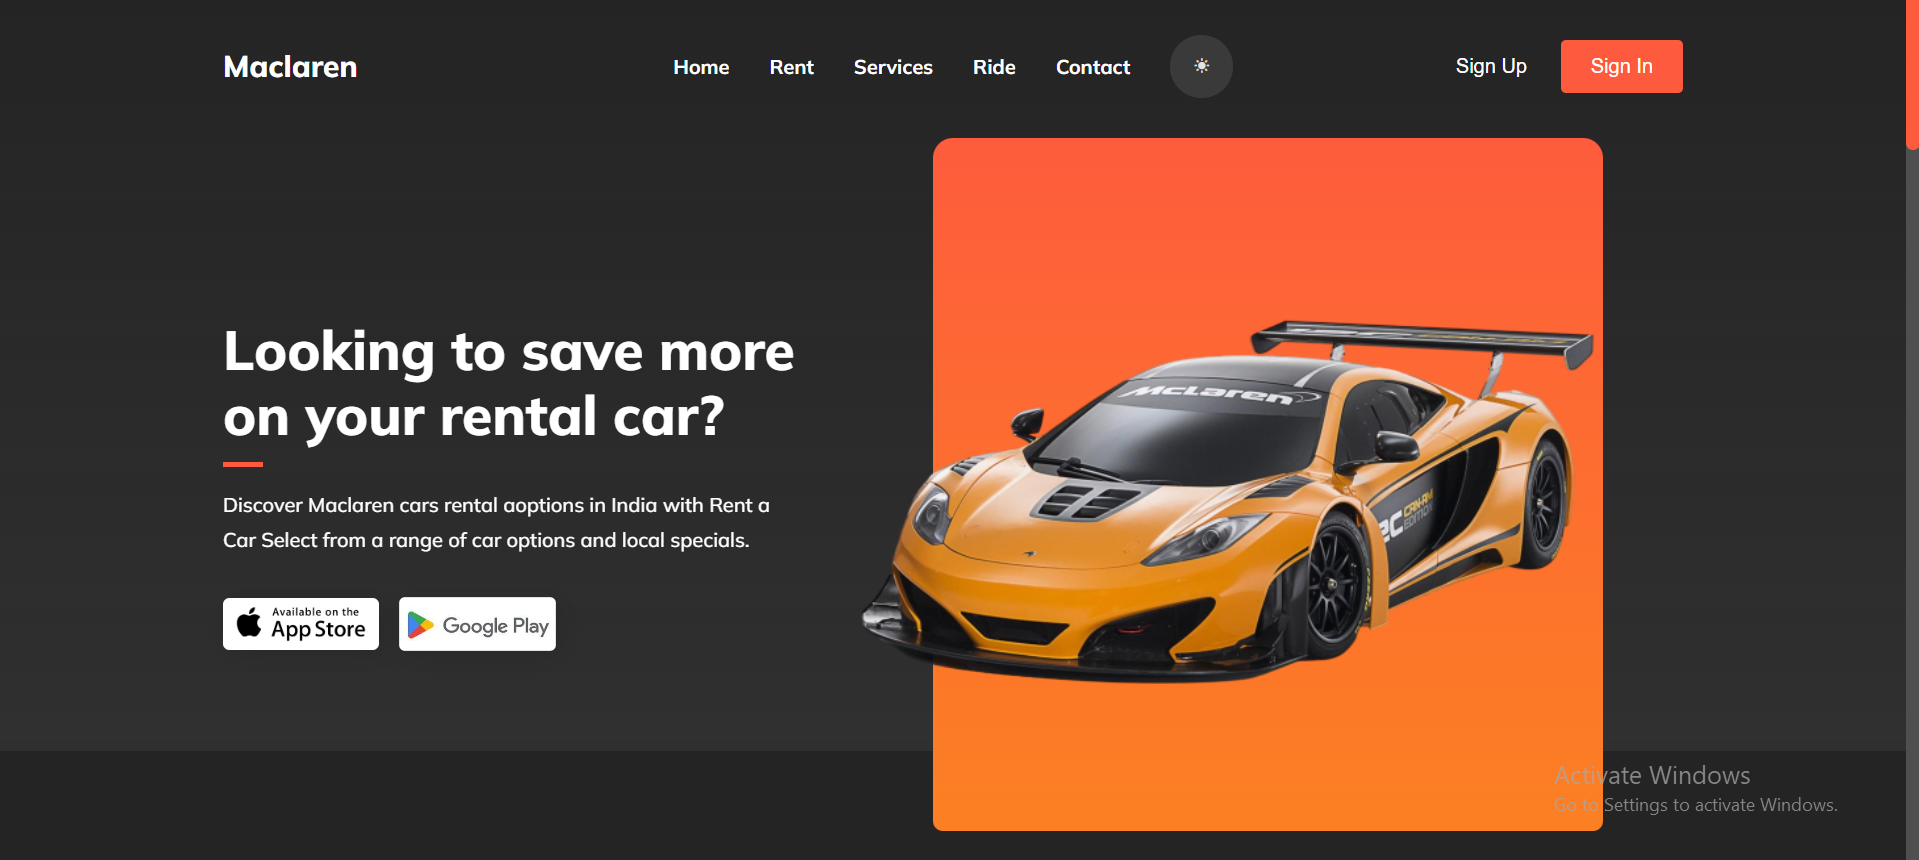 Maclaren
Home Rent Services Ride Contact
Sign Up Sign In
Looking to save more
on your rental car?
Discover Maclaren cars rental aoptions in India with Rent a
Car Select from a range of car options and local specials.
Available on the
App Store
Google Play
McLaren
CAN-AM
EDITION
Activate Windows
Go to Settings to activate Windows.